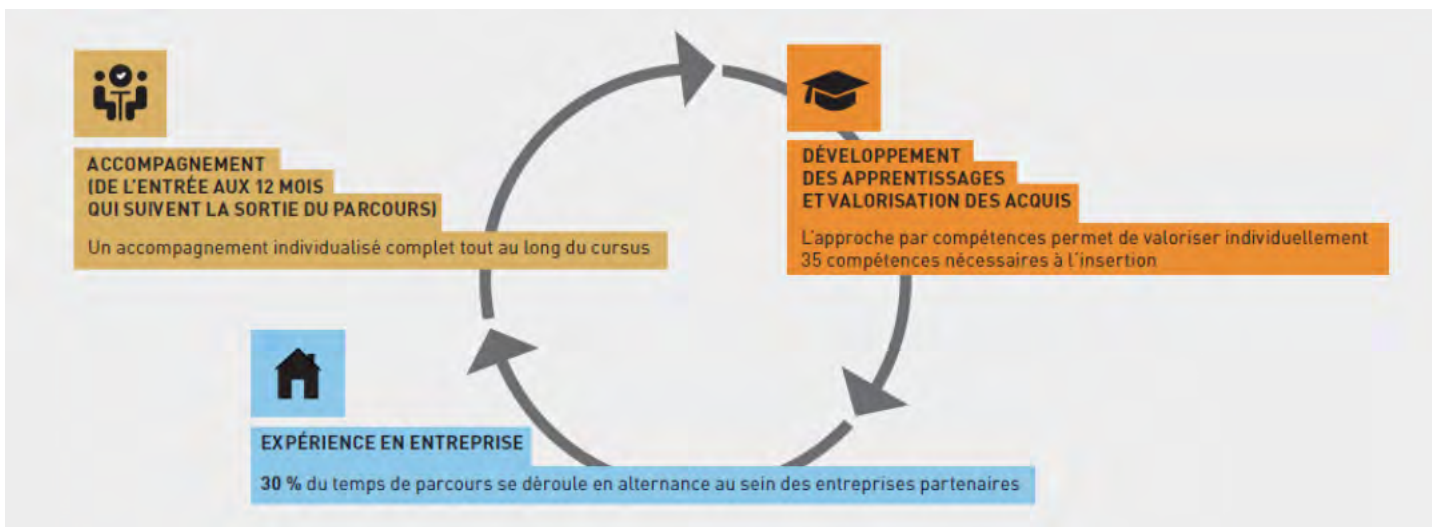 ACCOMPAGNEMENT
(DE L'ENTRÉE AUX 12 MOIS
QUI SUIVENT LA SORTIE DU PARCOURS)
Un accompagnement individualisé complet tout au long du cursus
DÉVELOPPEMENT
DES APPRENTISSAGES
ET VALORISATION DES ACQUIS
L'approche par compétences permet de valoriser individuellement
35 compétences nécessaires à l'insertion
EXPÉRIENCE EN ENTREPRISE
30 % du temps de parcours se déroule en alternance au sein des entreprises partenaires